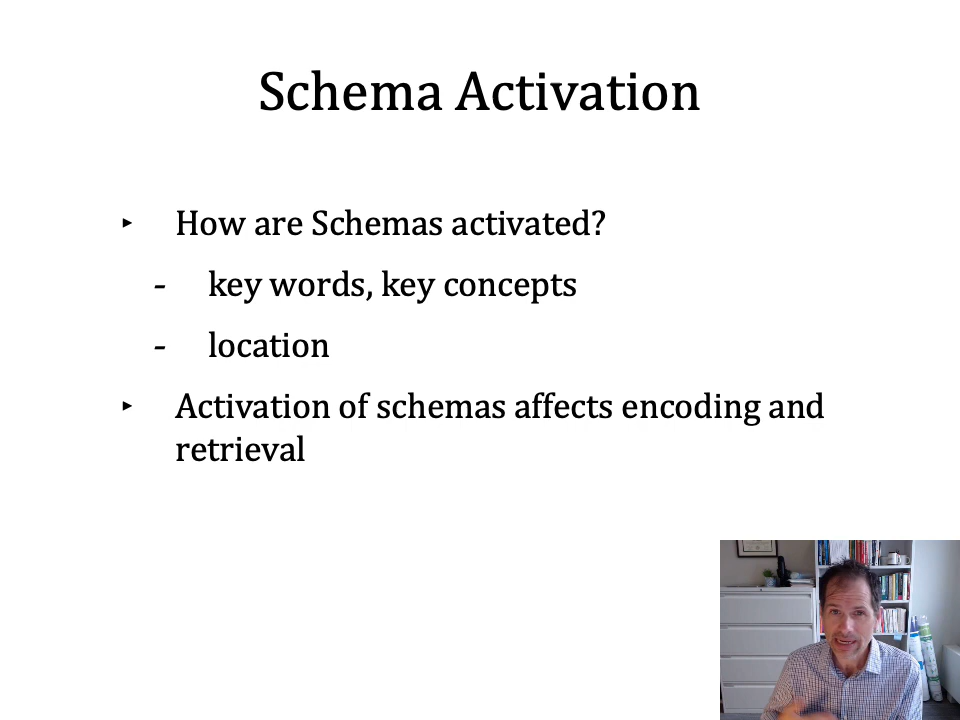 Schema Activation
‣ How are Schemas activated?
- key words, key concepts
- location
‣ Activation of schemas affects encoding and
retrieval